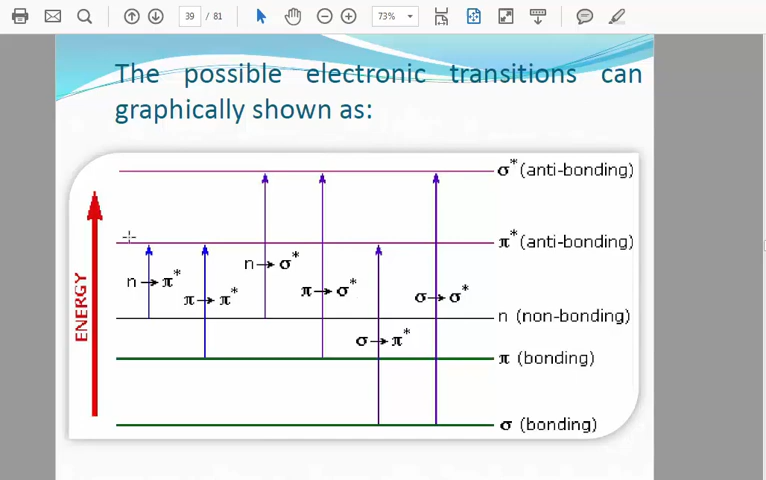 39 / 81
73%
The possible electronic transitions can
graphically shown as:
σ* (anti-bonding)
π* (anti-bonding)
n→σ*
n→π*
π→π*
π→σ*
σ→σ*
n (non-bonding)
σ→π*
π (bonding)
σ (bonding)
ENERGY